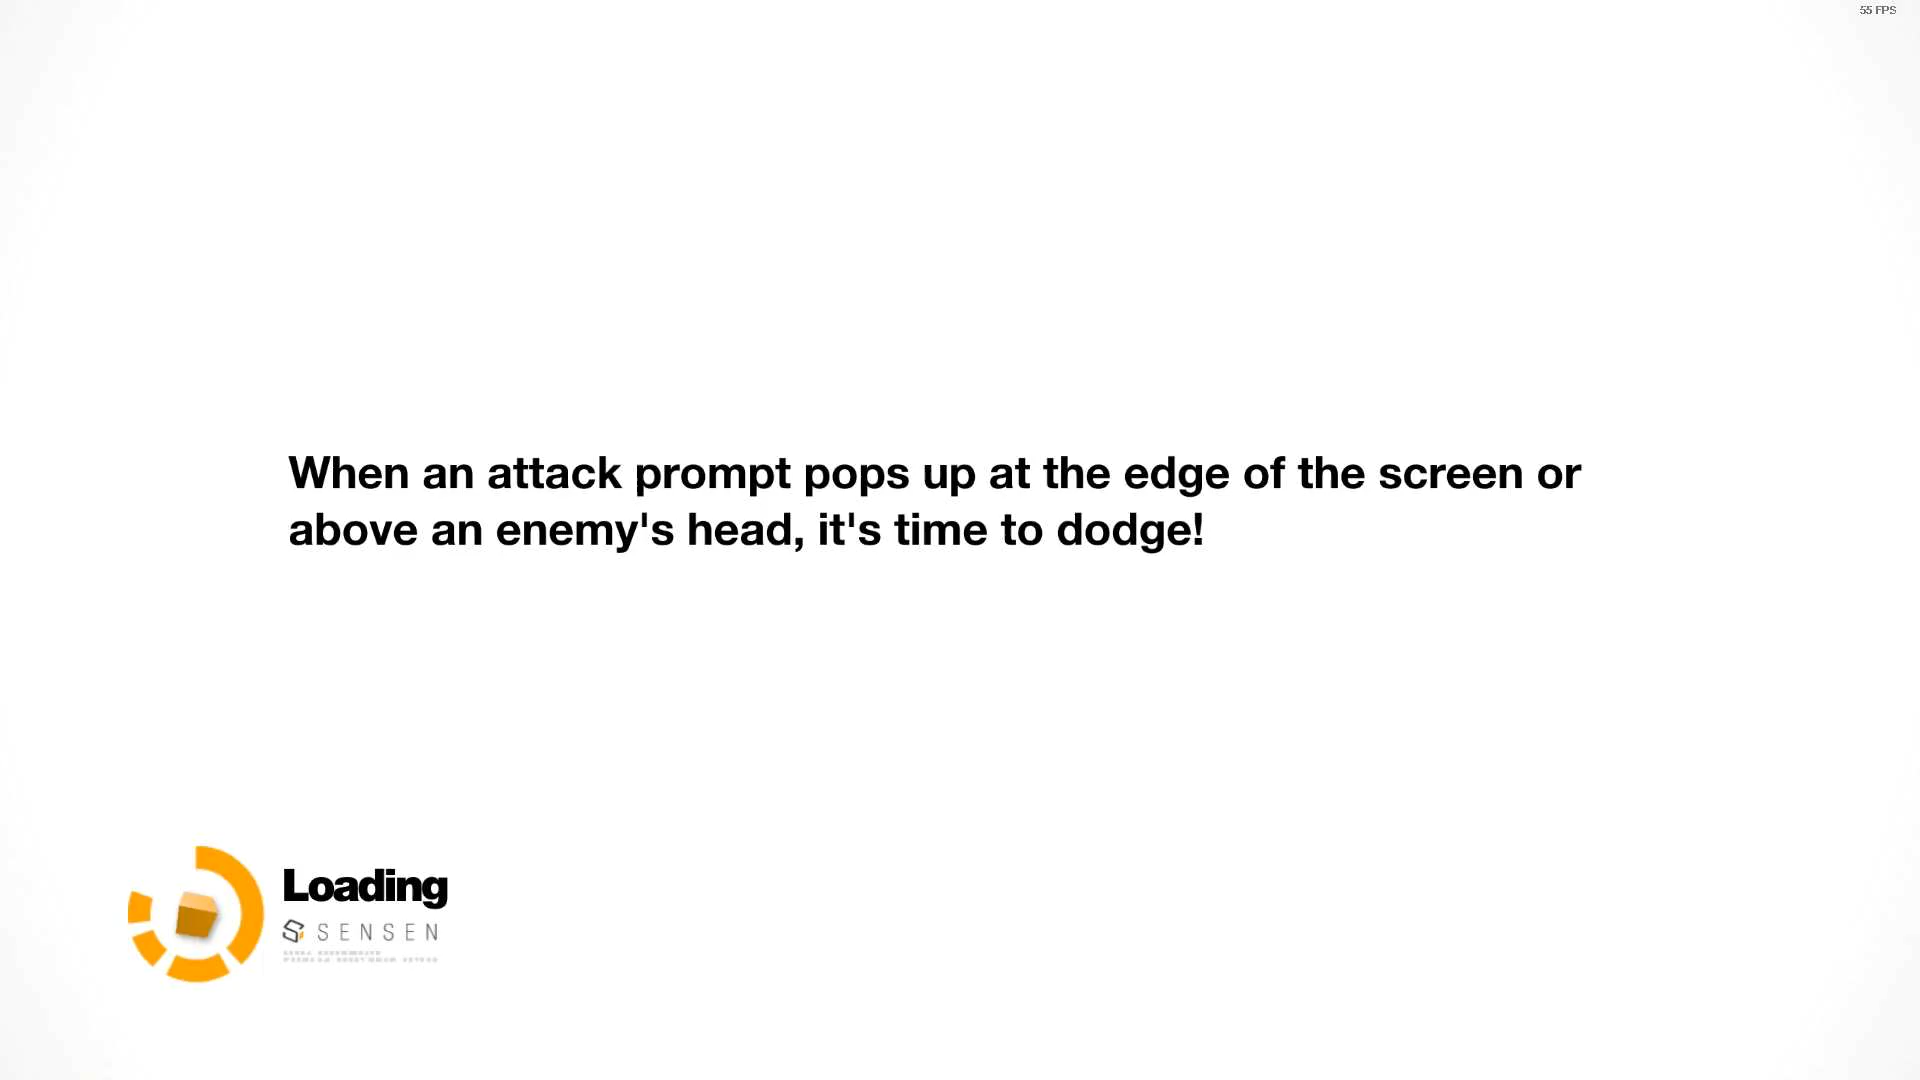 55 FPS
When an attack prompt pops up at the edge of the screen or
above an enemy's head, it's time to dodge!
Loading
SENSEN